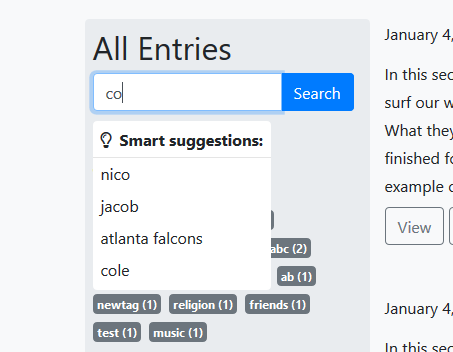 All Entries
co
Search
Smart suggestions:
nico
jacob
atlanta falcons
cole
abc (2)
ab (1)
newtag (1)
religion (1)
friends (1)
test (1)
music (1)
January 4,
In this sec
surf our w
What they
finished fo
example c
View
January 4,
In this sec